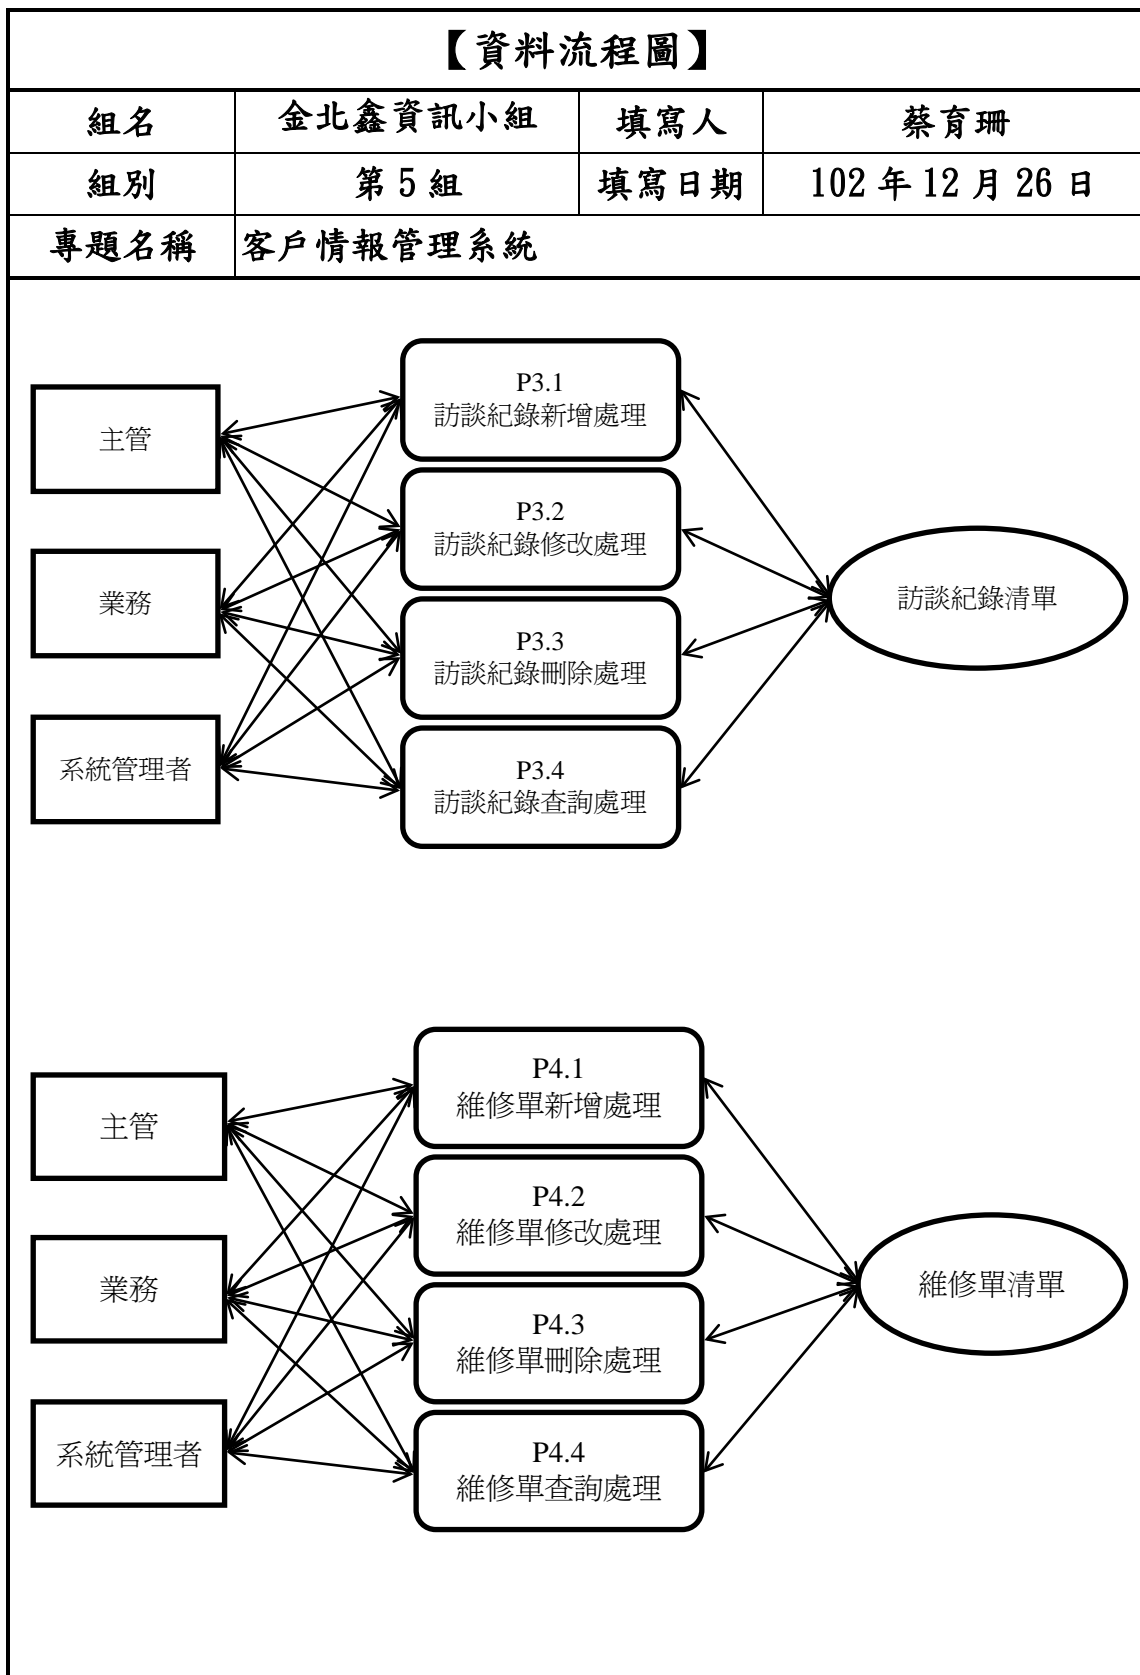 【資料流程圖】
組名 金北鑫資訊小組 填寫人 蔡育珊
組別 第 5 組 填寫日期 102 年 12 月 26 日
專題名稱 客戶情報管理系統
主管
業務
系統管理者
P3.1
訪談紀錄新增處理
P3.2
訪談紀錄修改處理
P3.3
訪談紀錄刪除處理
P3.4
訪談紀錄查詢處理
訪談紀錄清單
主管
業務
系統管理者
P4.1
維修單新增處理
P4.2
維修單修改處理
P4.3
維修單刪除處理
P4.4
維修單查詢處理
維修單清單